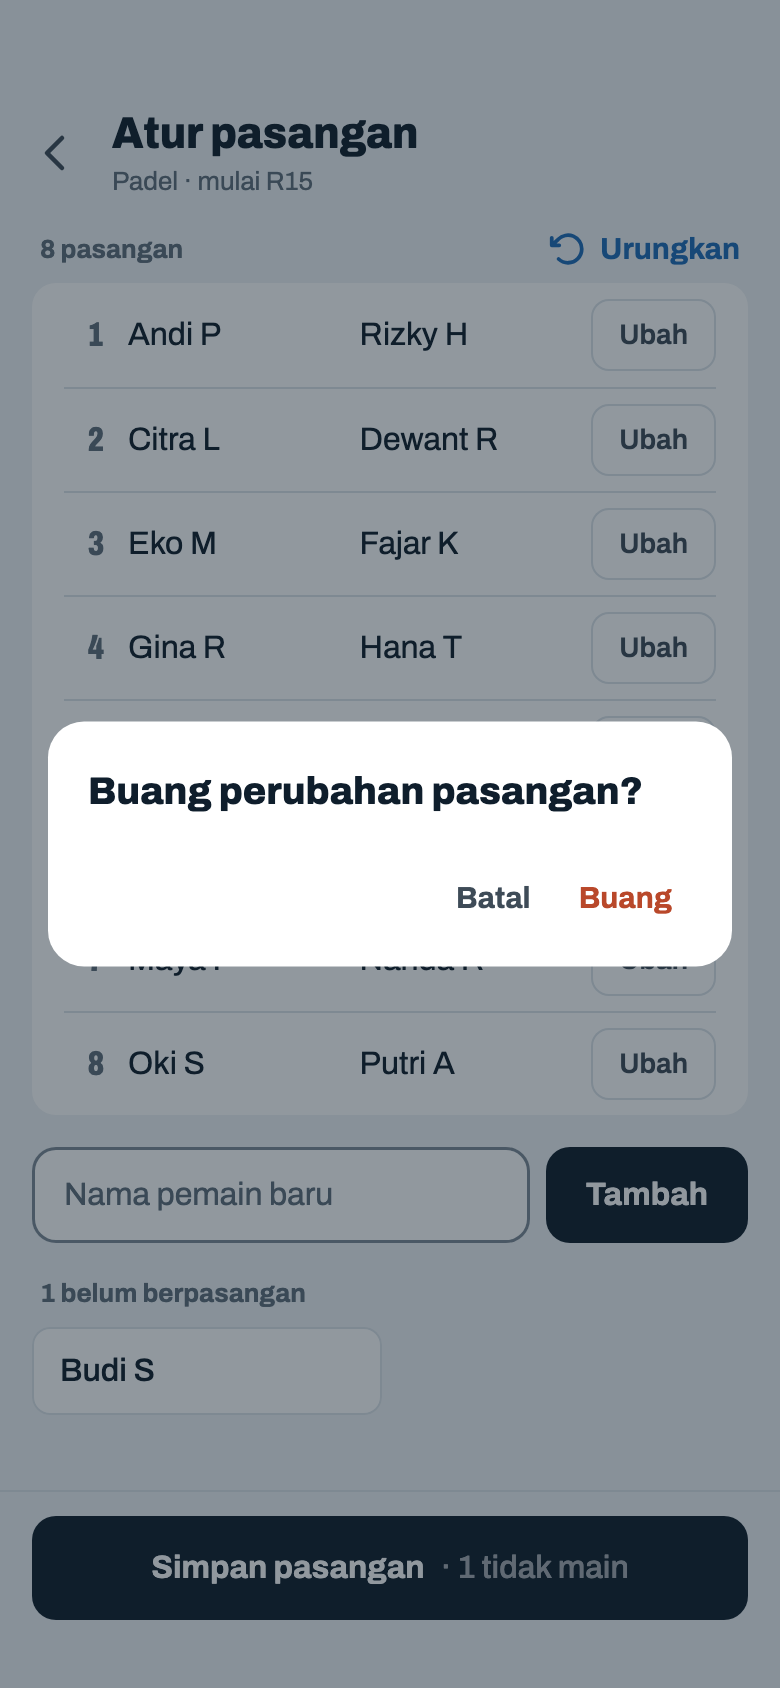 Atur pasangan
Padel · mulai R15
8 pasangan
Urungkan
1 Andi P Rizky H Ubah
2 Citra L Dewant R Ubah
3 Eko M Fajar K Ubah
4 Gina R Hana T Ubah
Buang perubahan pasangan?
Batal Buang
8 Oki S Putri A Ubah
Nama pemain baru
Tambah
1 belum berpasangan
Budi S
Simpan pasangan · 1 tidak main